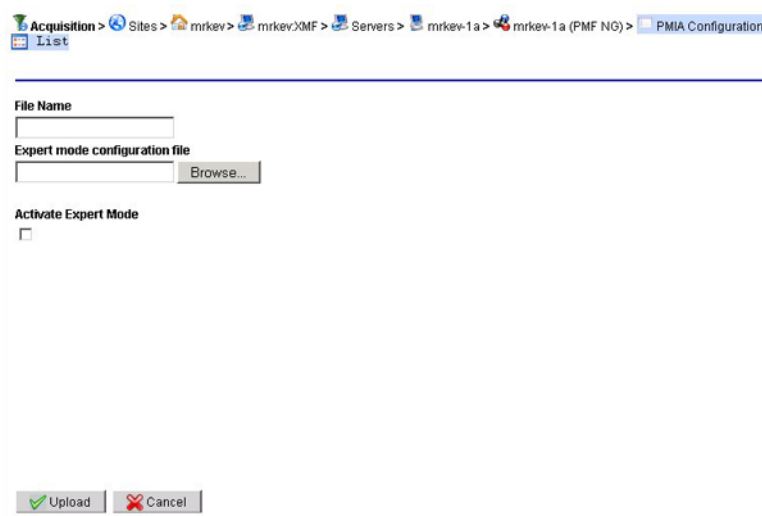 Acquisition > Sites > mrkev > mrkev:XMF > Servers > mrkev-1a > mrkev-1a (PMF NG) > PMIA Configuration
List
File Name
Expert mode configuration file
Browse...
Activate Expert Mode
Upload Cancel